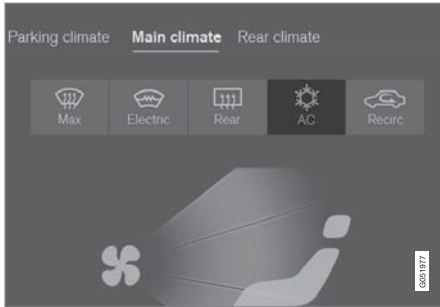 Parking climate Main climate Rear climate
Max Electric Rear AC Recirc
G051977